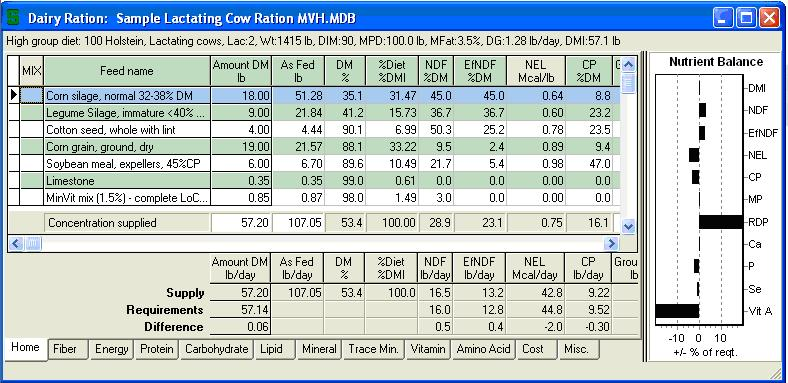 Dairy Ration:   Sample Lactating Cow Ration MVH.MDB
High group diet: 100 Holstein, Lactating cows, Lac:2, Wt:1415 lb, DIM:90, MPD:100.0 lb, MFat:3.5%, DG:1.28 lb/day, DMI:57.1 lb
MIX Feed name Amount DM lb As Fed lb DM % %Diet %DMI NDF %DM EfNDF %DM NEL Mcal/lb CP %DM G
Corn silage, normal 32-38% DM 18.00 51.28 35.1 31.47 45.0 45.0 0.64 8.8
Legume Silage, immature <40% ... 9.00 21.84 41.2 15.73 36.7 36.7 0.60 23.2
Cotton seed, whole with lint 4.00 4.44 90.1 6.99 50.3 25.2 0.78 23.5
Corn grain, ground, dry 19.00 21.57 88.1 33.22 9.5 2.4 0.89 9.4
Soybean meal, expellers, 45%CP 6.00 6.70 89.6 10.49 21.7 5.4 0.98 47.0
Limestone 0.35 0.35 99.0 0.61 0.0 0.0 0.00 0.0
MinVit mix (1.5%) - complete LoC... 0.85 0.87 98.0 1.49 3.0 0.0 0.00 0.0
Concentration supplied 57.20 107.05 53.4 100.00 28.9 23.1 0.75 16.1
Amount DM lb/day As Fed lb/day DM % %Diet %DMI NDF lb/day EfNDF lb/day NEL Mcal/day CP lb/day Grou lb
Supply 57.20 107.05 53.4 100.0 16.5 13.2 42.8 9.22
Requirements 57.14 16.0 12.8 44.8 9.52
Difference 0.06 0.5 0.4 -2.0 -0.30
Home Fiber Energy Protein Carbohydrate Lipid Mineral Trace Min. Vitamin Amino Acid Cost Misc.
Nutrient Balance
DMI
NDF
EfNDF
NEL
CP
MP
RDP
Ca
P
Se
Vit A
-10 0 10
+/- % of reqt.